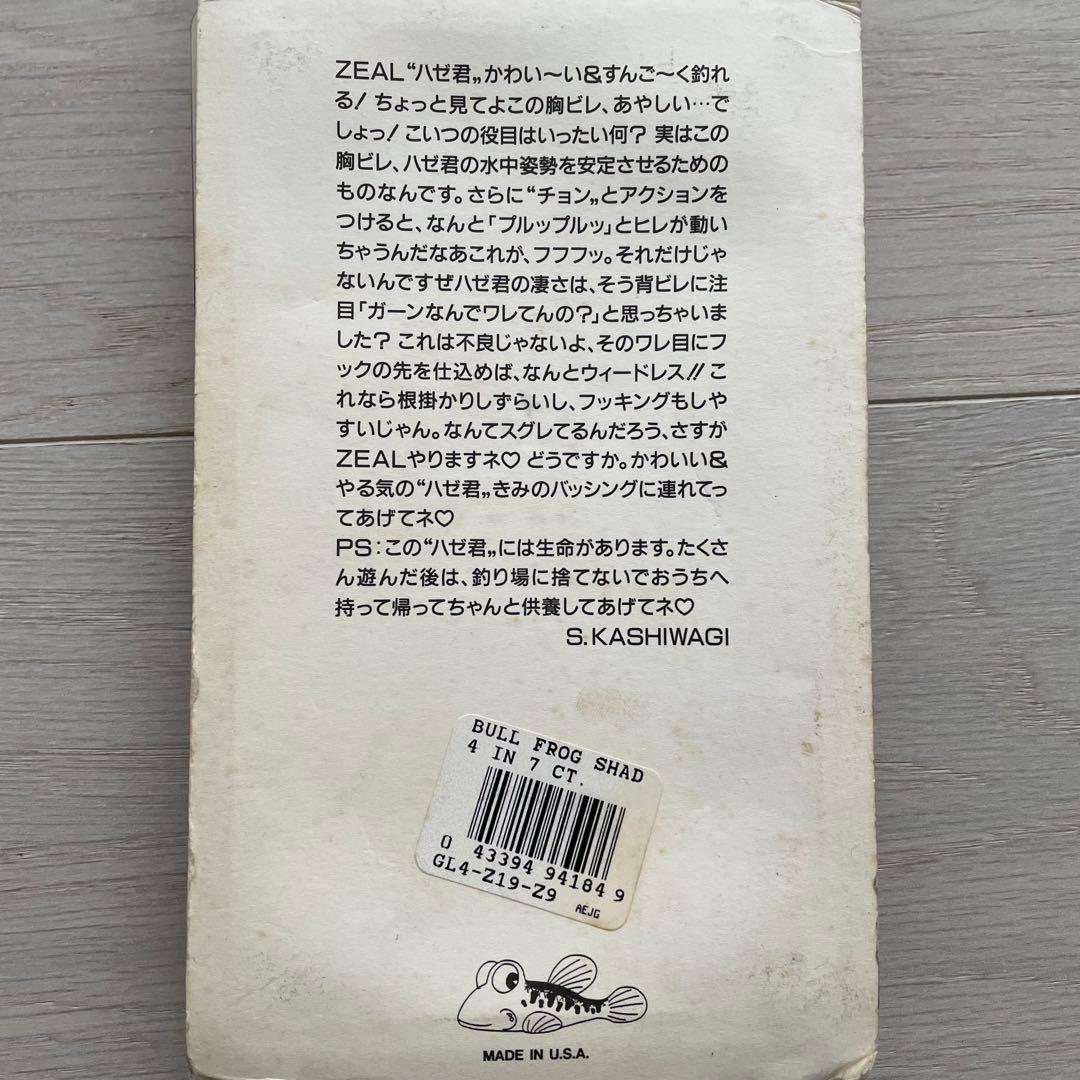 ZEAL“ハゼ君„かわい〜い&すんご〜く釣れ
る!ちょっと見てよこの胸ビレ、あやしい…で
しょっ!こいつの役目はいったい何?実はこの
胸ビレ、ハゼ君の水中姿勢を安定させるための
ものなんです。さらに“チョン„とアクションを
つけると、なんと「プルップルッ」とヒレが動い
ちゃうんだなあこれが、フフフッ。それだけじゃ
ないんですぜハゼ君の凄さは、そう背ビレに注
目「ガーンなんでワレてんの?」と思っちゃいま
した?これは不良じゃないよ、そのワレ目にフ
ックの先を仕込めば、なんとウィードレス!!こ
れなら根掛かりしずらいし、フッキングもしや
すいじゃん。なんてスグレてるんだろう、さすが
ZEALやりますネ♡どうですか。かわいい&
やる気の“ハゼ君„きみのバッシングに連れてっ
てあげてネ♡
PS:この“ハゼ君„には生命があります。たくさ
ん遊んだ後は、釣り場に捨てないでおうちへ
持って帰ってちゃんと供養してあげてネ♡
S.KASHIWAGI
BULL FROG SHAD
4 IN 7 CT.
0 43394 94184 9
GL4-Z19-Z9
AEJG
MADE IN U.S.A.